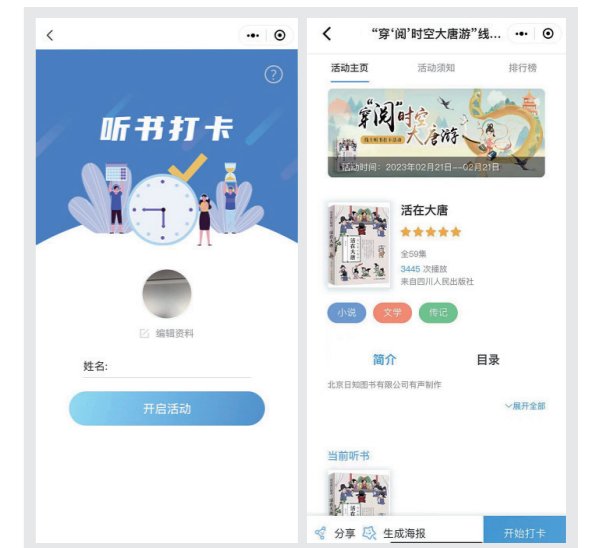 听书打卡
编辑资料
姓名:
开启活动
“穿‘阅’时空大唐游”线...
活动主页
活动须知
排行榜
穿“阅”时空
大唐游
活动时间：2023年02月21日--02月21日
活在大唐
全59集
3445 次播放
来自四川人民出版社
小说
文学
传记
简介
目录
北京日知图书有限公司有声制作
展开全部
当前听书
分享
生成海报
开始打卡